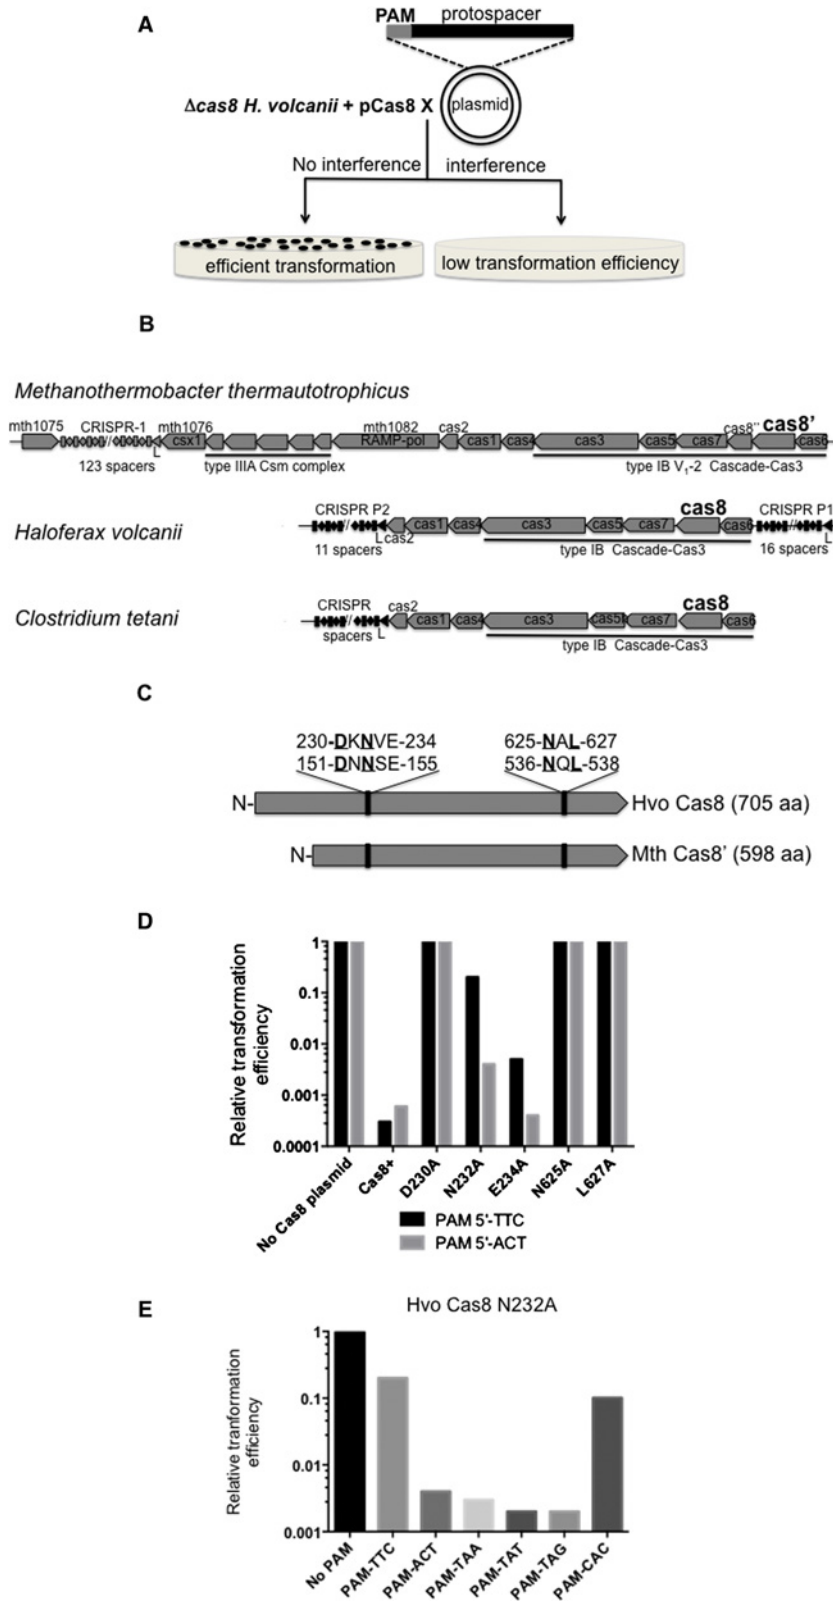 A
PAM protospacer
Δcas8 H. volcanii + pCas8 X plasmid
No interference interference
efficient transformation low transformation efficiency
B
Methanothermobacter thermautotrophicus
mth1075 CRISPR-1 mth1076 mth1082 cas2 cas8'' cas8'
csx1 RAMP-pol cas1 cas4 cas3 cas5 cas7 cas6
123 spacers L type IIIA Csm complex type IB V1-2 Cascade-Cas3
CRISPR P2 cas8 CRISPR P1
Haloferax volcanii cas1 cas4 cas3 cas5 cas7 cas6
11 spacers L cas2 type IB Cascade-Cas3 16 spacers L
CRISPR cas2 cas8
Clostridium tetani cas1 cas4 cas3 cas5b cas7 cas6
spacers L type IB Cascade-Cas3
C
230-DKNVE-234 625-NAL-627
151-DNNSE-155 536-NQL-538
N- Hvo Cas8 (705 aa)
N- Mth Cas8' (598 aa)
D
Relative transformation
efficiency
1
0.1
0.01
0.001
0.0001
No Cas8 plasmid Cas8+ D230A N232A E234A N625A L627A
PAM 5'-TTC
PAM 5'-ACT
E
Hvo Cas8 N232A
Relative tranformation
efficiency
1
0.1
0.01
0.001
No PAM PAM-TTC PAM-ACT PAM-TAA PAM-TAT PAM-TAG PAM-CAC